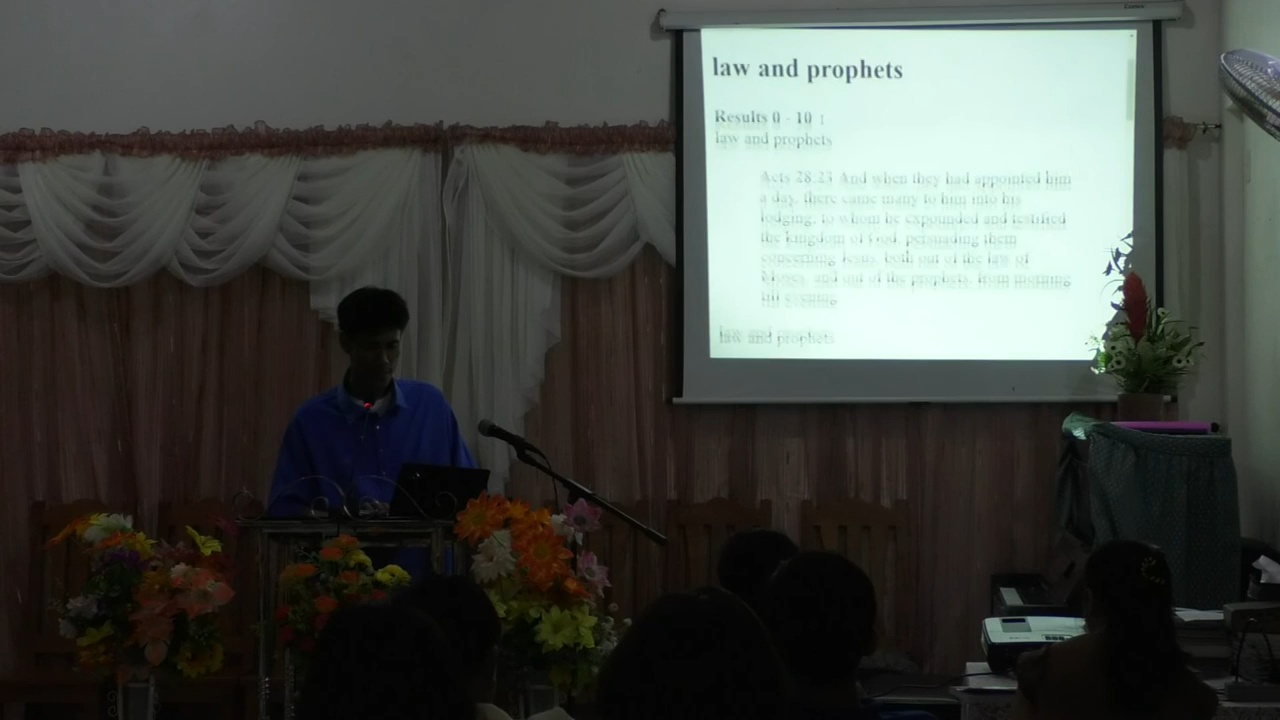 law and prophets
Results 0 - 10
law and prophets
Acts 28:23 And when they had appointed him
a day, there came many to him into his
lodging; to whom he expounded and testified
the kingdom of God, persuading them
concerning Jesus, both out of the law of
Moses, and out of the prophets, from morning
till evening
law and prophets